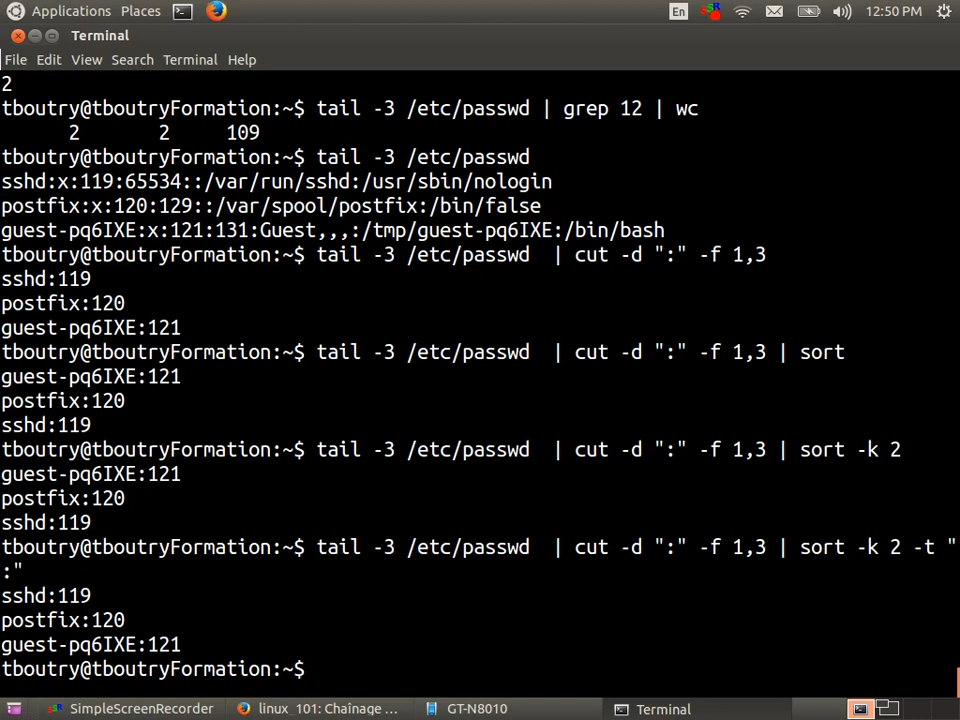 Applications Places En 12:50 PM
Terminal
File Edit View Search Terminal Help
2
tboutry@tboutryFormation:~$ tail -3 /etc/passwd | grep 12 | wc
      2       2     109
tboutry@tboutryFormation:~$ tail -3 /etc/passwd
sshd:x:119:65534::/var/run/sshd:/usr/sbin/nologin
postfix:x:120:129::/var/spool/postfix:/bin/false
guest-pq6IXE:x:121:131:Guest,,,:/tmp/guest-pq6IXE:/bin/bash
tboutry@tboutryFormation:~$ tail -3 /etc/passwd  | cut -d ":" -f 1,3
sshd:119
postfix:120
guest-pq6IXE:121
tboutry@tboutryFormation:~$ tail -3 /etc/passwd  | cut -d ":" -f 1,3 | sort
guest-pq6IXE:121
postfix:120
sshd:119
tboutry@tboutryFormation:~$ tail -3 /etc/passwd  | cut -d ":" -f 1,3 | sort -k 2
guest-pq6IXE:121
postfix:120
sshd:119
tboutry@tboutryFormation:~$ tail -3 /etc/passwd  | cut -d ":" -f 1,3 | sort -k 2 -t "
:"
sshd:119
postfix:120
guest-pq6IXE:121
tboutry@tboutryFormation:~$
SimpleScreenRecorder linux_101: Chaînage ... GT-N8010 Terminal